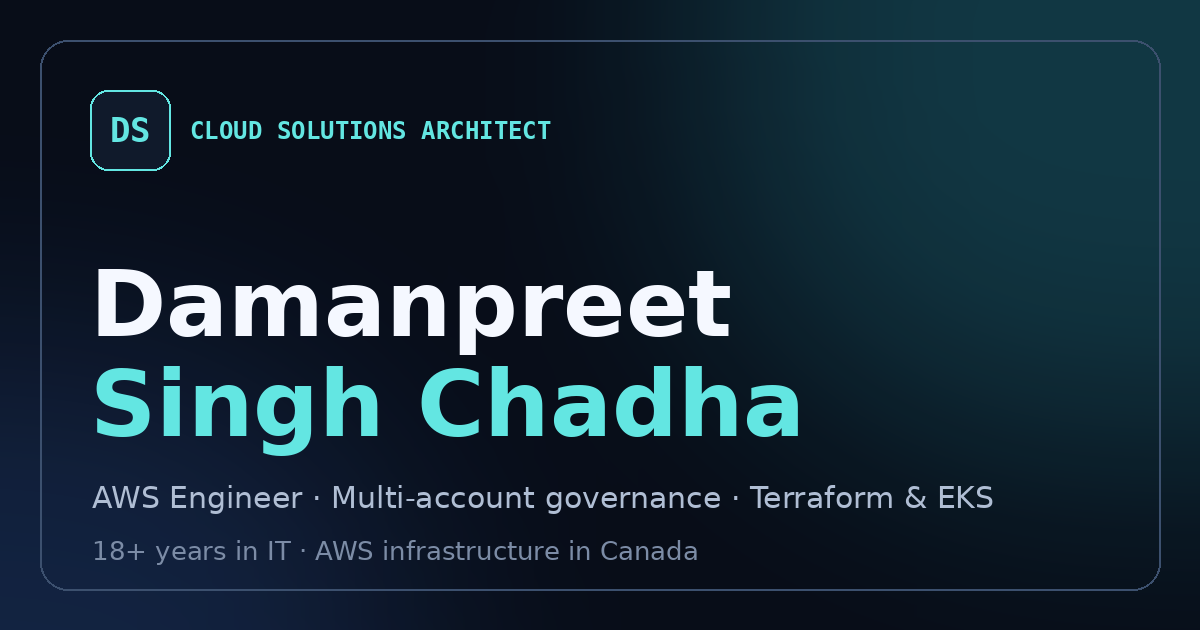 DS
CLOUD SOLUTIONS ARCHITECT
Damanpreet
Singh Chadha
AWS Engineer · Multi-account governance · Terraform & EKS
18+ years in IT · AWS infrastructure in Canada